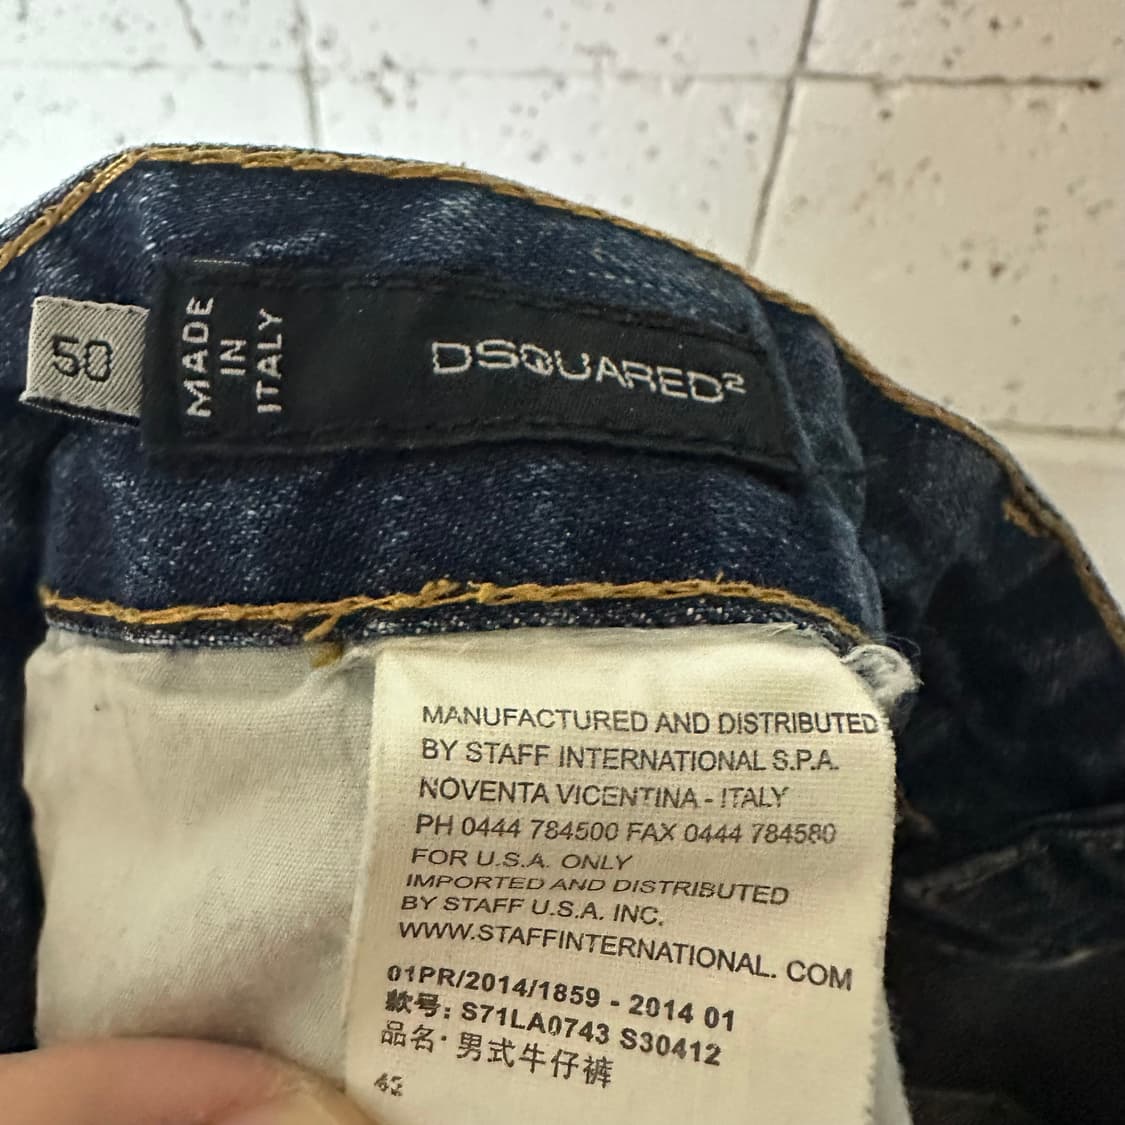 50
MADE
IN
ITALY
DSQUARED²
MANUFACTURED AND DISTRIBUTED
BY STAFF INTERNATIONAL S.P.A.
NOVENTA VICENTINA - ITALY
PH 0444 784500 FAX 0444 784580
FOR U.S.A. ONLY
IMPORTED AND DISTRIBUTED
BY STAFF U.S.A. INC.
WWW.STAFFINTERNATIONAL. COM
01PR/2014/1859 - 2014 01
款号: S71LA0743 S30412
品名: 男式牛仔裤